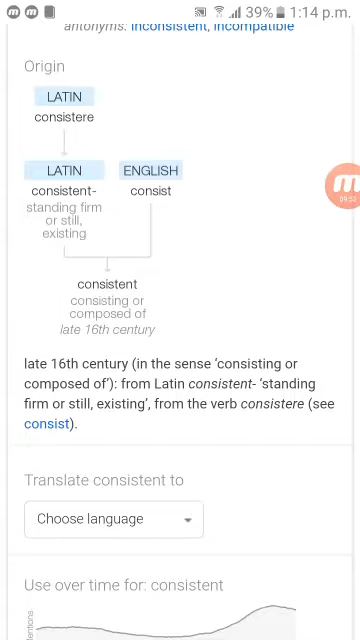 39% 1:14 p.m.
antonyms: inconsistent, incompatible
Origin
LATIN
consistere
LATIN ENGLISH
consistent- consist
standing firm
or still,
existing
09:52
consistent
consisting or
composed of
late 16th century
late 16th century (in the sense ‘consisting or
composed of’): from Latin consistent- ‘standing
firm or still, existing’, from the verb consistere (see
consist).
Translate consistent to
Choose language
Use over time for: consistent